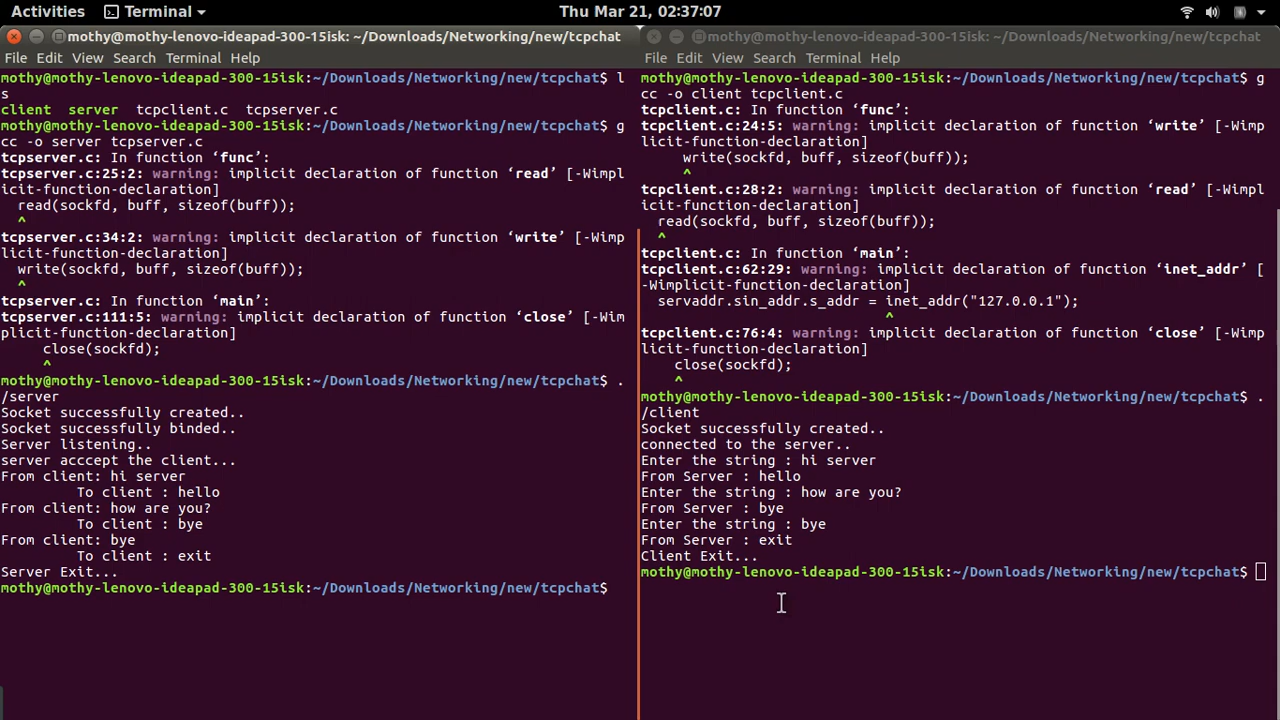 Activities Terminal Thu Mar 21, 02:37:07
mothy@mothy-lenovo-ideapad-300-15isk: ~/Downloads/Networking/new/tcpchat
File Edit View Search Terminal Help
mothy@mothy-lenovo-ideapad-300-15isk:~/Downloads/Networking/new/tcpchat$ l
s
client  server  tcpclient.c  tcpserver.c
mothy@mothy-lenovo-ideapad-300-15isk:~/Downloads/Networking/new/tcpchat$ g
cc -o server tcpserver.c
tcpserver.c: In function ‘func’:
tcpserver.c:25:2: warning: implicit declaration of function ‘read’ [-Wimpl
icit-function-declaration]
  read(sockfd, buff, sizeof(buff));
  ^
tcpserver.c:34:2: warning: implicit declaration of function ‘write’ [-Wimp
licit-function-declaration]
  write(sockfd, buff, sizeof(buff));
  ^
tcpserver.c: In function ‘main’:
tcpserver.c:111:5: warning: implicit declaration of function ‘close’ [-Wim
plicit-function-declaration]
     close(sockfd);
     ^
mothy@mothy-lenovo-ideapad-300-15isk:~/Downloads/Networking/new/tcpchat$ .
/server
Socket successfully created..
Socket successfully binded..
Server listening..
server acccept the client...
From client: hi server
         To client : hello
From client: how are you?
         To client : bye
From client: bye
         To client : exit
Server Exit...
mothy@mothy-lenovo-ideapad-300-15isk:~/Downloads/Networking/new/tcpchat$
mothy@mothy-lenovo-ideapad-300-15isk: ~/Downloads/Networking/new/tcpchat
File Edit View Search Terminal Help
mothy@mothy-lenovo-ideapad-300-15isk:~/Downloads/Networking/new/tcpchat$ g
cc -o client tcpclient.c
tcpclient.c: In function ‘func’:
tcpclient.c:24:5: warning: implicit declaration of function ‘write’ [-Wimp
licit-function-declaration]
     write(sockfd, buff, sizeof(buff));
     ^
tcpclient.c:28:2: warning: implicit declaration of function ‘read’ [-Wimpl
icit-function-declaration]
  read(sockfd, buff, sizeof(buff));
  ^
tcpclient.c: In function ‘main’:
tcpclient.c:62:29: warning: implicit declaration of function ‘inet_addr’ [
-Wimplicit-function-declaration]
  servaddr.sin_addr.s_addr = inet_addr("127.0.0.1");
                             ^
tcpclient.c:76:4: warning: implicit declaration of function ‘close’ [-Wimp
licit-function-declaration]
    close(sockfd);
    ^
mothy@mothy-lenovo-ideapad-300-15isk:~/Downloads/Networking/new/tcpchat$ .
/client
Socket successfully created..
connected to the server..
Enter the string : hi server
From Server : hello
Enter the string : how are you?
From Server : bye
Enter the string : bye
From Server : exit
Client Exit...
mothy@mothy-lenovo-ideapad-300-15isk:~/Downloads/Networking/new/tcpchat$